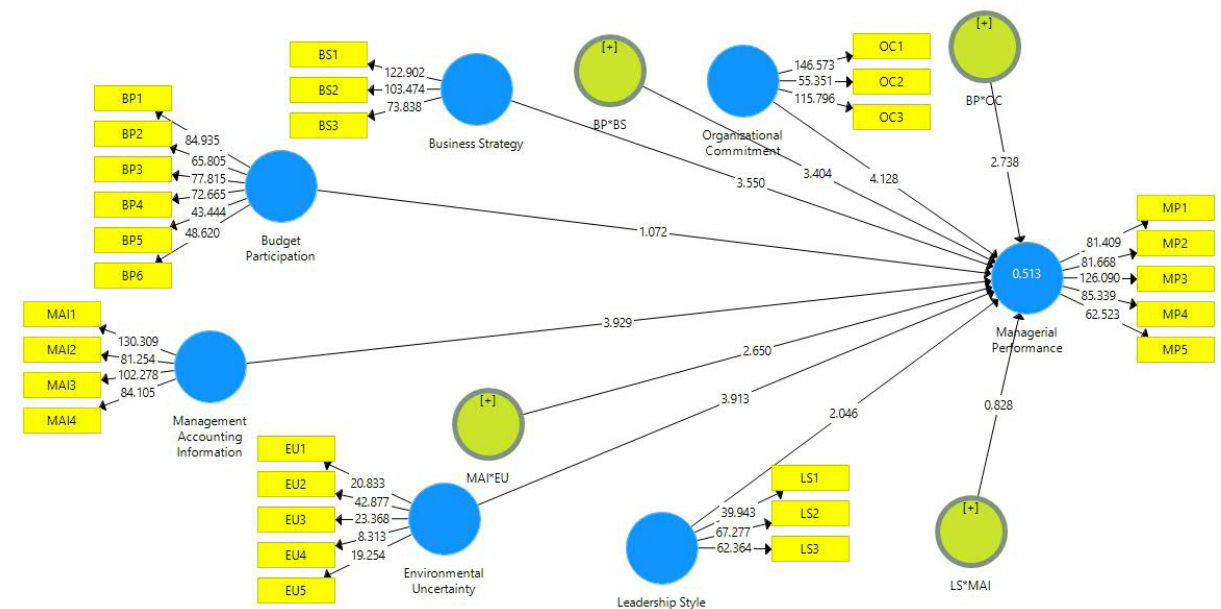 BS1
BS2
BS3
122.902
103.474
73.838
Business Strategy
[+]
BP*BS
OC1
OC2
OC3
146.573
55.351
115.796
Organizational
Commitment
[+]
BP*OC
BP1
BP2
BP3
BP4
BP5
BP6
84.935
65.805
77.815
72.665
43.444
48.620
Budget
Participation
3.550
3.404
4.128
2.738
1.072
MP1
MP2
MP3
MP4
MP5
81.409
81.668
126.090
85.339
62.523
0.513
Managerial
Performance
MAI1
MAI2
MAI3
MAI4
130.309
81.254
102.278
84.105
Management
Accounting
Information
3.929
2.650
3.913
2.046
0.828
[+]
MAI*EU
EU1
EU2
EU3
EU4
EU5
20.833
42.877
23.368
8.313
19.254
Environmental
Uncertainty
LS1
LS2
LS3
39.943
67.277
62.364
Leadership Style
[+]
LS*MAI